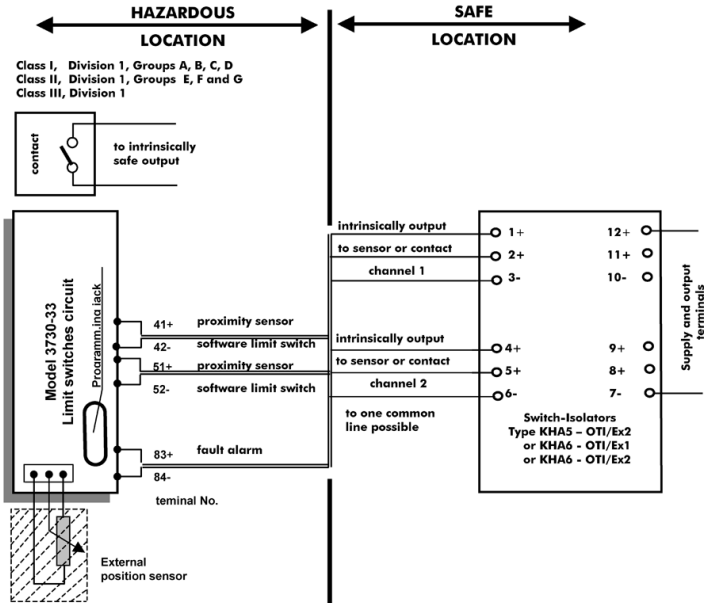 HAZARDOUS
LOCATION
SAFE
LOCATION
Class I, Division 1, Groups A, B, C, D
Class II, Division 1, Groups E, F and G
Class III, Division 1
contact
to intrinsically
safe output
Model 3730-33
Limit switches circuit
Programm.ing jack
41+ proximity sensor
42- software limit switch
51+ proximity sensor
52- software limit switch
83+ fault alarm
84-
teminal No.
External
position sensor
intrinsically output
to sensor or contact
channel 1
intrinsically output
to sensor or contact
channel 2
to one common
line possible
1+ 12+
2+ 11+
3- 10-
4+ 9+
5+ 8+
6- 7-
Switch-Isolators
Type KHA5 – OTI/Ex2
or KHA6 - OTI/Ex1
or KHA6 - OTI/Ex2
Supply and output
terminals